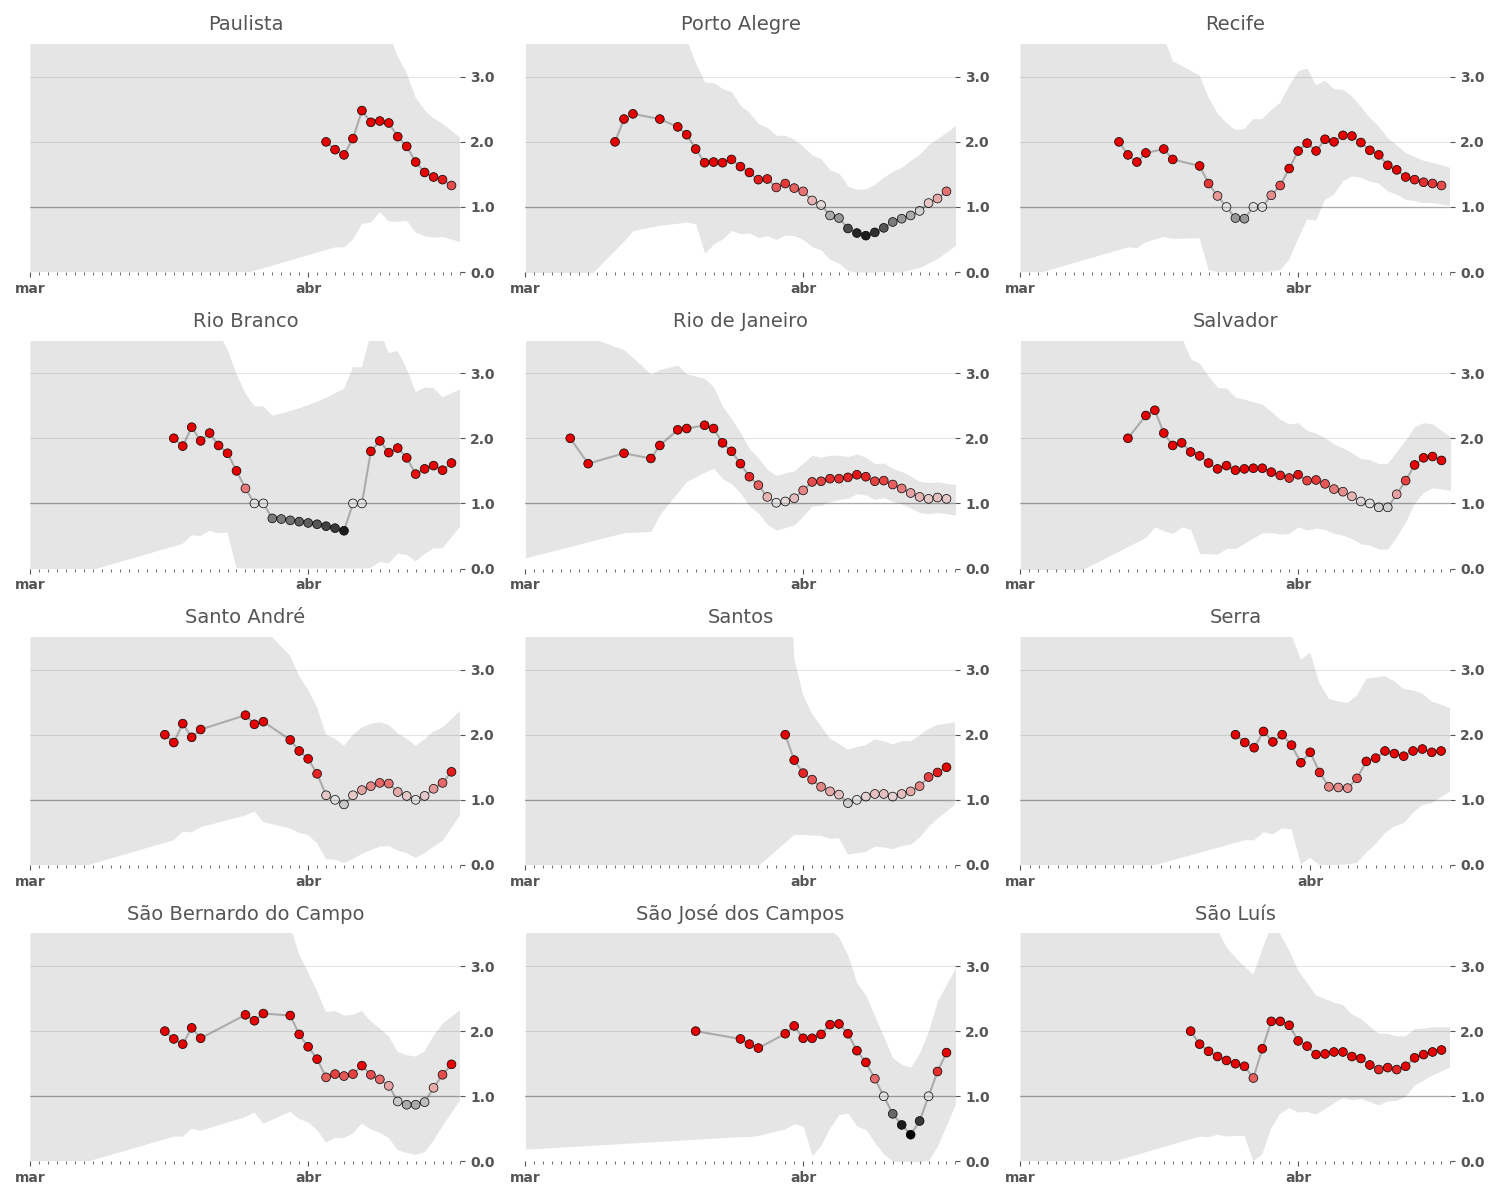 Paulista Porto Alegre Recife
3.0 3.0 3.0
2.0 2.0 2.0
1.0 1.0 1.0
0.0 0.0 0.0
mar abr mar abr mar abr
Rio Branco Rio de Janeiro Salvador
3.0 3.0 3.0
2.0 2.0 2.0
1.0 1.0 1.0
0.0 0.0 0.0
mar abr mar abr mar abr
Santo André Santos Serra
3.0 3.0 3.0
2.0 2.0 2.0
1.0 1.0 1.0
0.0 0.0 0.0
mar abr mar abr mar abr
São Bernardo do Campo São José dos Campos São Luís
3.0 3.0 3.0
2.0 2.0 2.0
1.0 1.0 1.0
0.0 0.0 0.0
mar abr mar abr mar abr